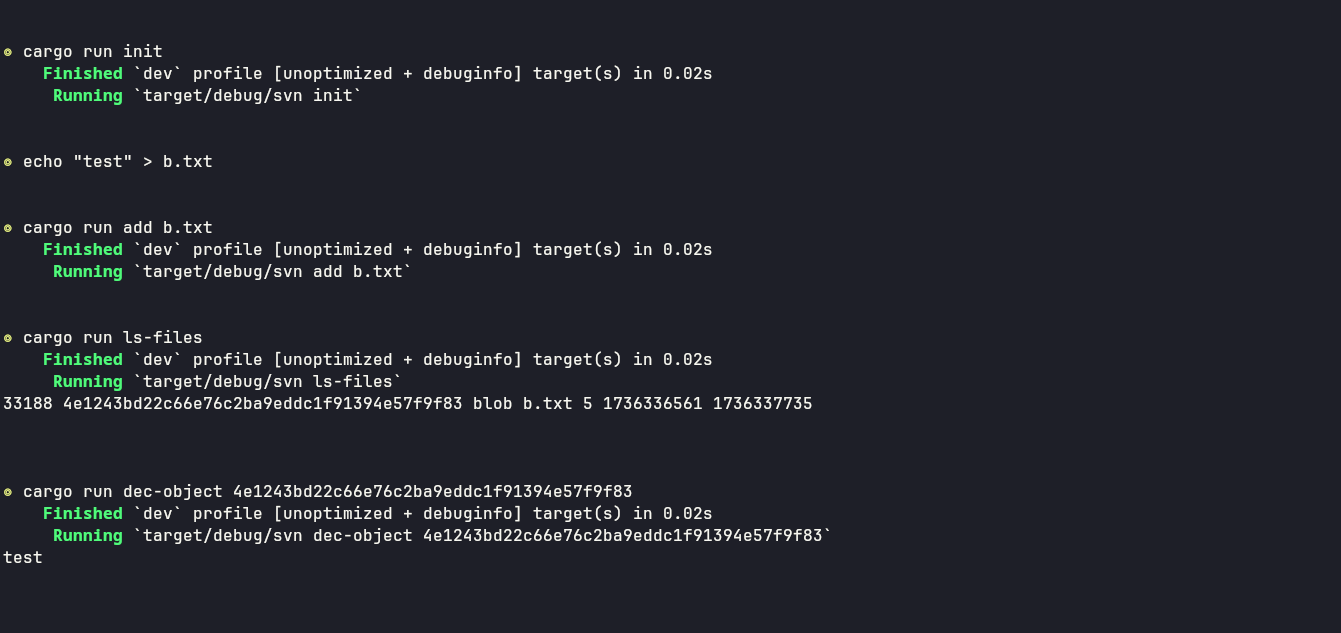 cargo run init
Finished `dev` profile [unoptimized + debuginfo] target(s) in 0.02s
Running `target/debug/svn init`
echo "test" > b.txt
cargo run add b.txt
Finished `dev` profile [unoptimized + debuginfo] target(s) in 0.02s
Running `target/debug/svn add b.txt`
cargo run ls-files
Finished `dev` profile [unoptimized + debuginfo] target(s) in 0.02s
Running `target/debug/svn ls-files`
33188 4e1243bd22c66e76c2ba9eddc1f91394e57f9f83 blob b.txt 5 1736336561 1736337735
cargo run dec-object 4e1243bd22c66e76c2ba9eddc1f91394e57f9f83
Finished `dev` profile [unoptimized + debuginfo] target(s) in 0.02s
Running `target/debug/svn dec-object 4e1243bd22c66e76c2ba9eddc1f91394e57f9f83`
test